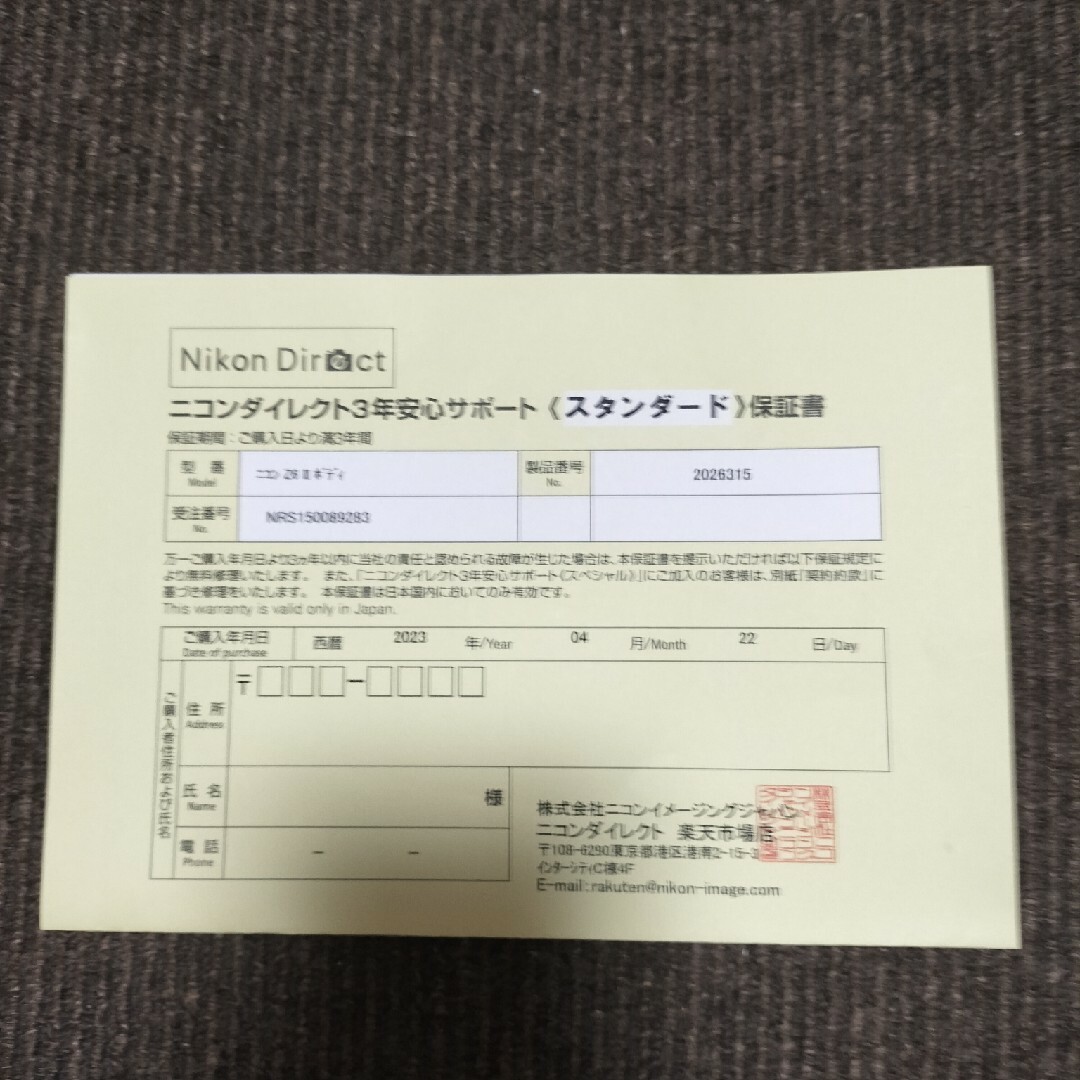 Nikon Direct
ニコンダイレクト3年安心サポート《スタンダード》保証書
保証期間：ご購入日より満3年間
型 番 ニコン Z6 II ボディ 製品番号 2026315
Model No.
受注番号 NRS150089283
No.
万一ご購入年月日より3ヵ年以内に当社の責任と認められる故障が生じた場合は、本保証書を提示いただければ以下保証規定に
より無料修理いたします。 また、「ニコンダイレクト3年安心サポート《スペシャル》」にご加入のお客様は、別紙「契約約款」に
基づき修理をいたします。 本保証書は日本国内においてのみ有効です。
This warranty is valid only in Japan.
ご購入年月日 西暦 2023 年/Year 04 月/Month 22 日/Day
Date of purchase
ご購入者住所および氏名
〒 -
住 所
Address
氏 名 様
Name
電 話 － －
Phone
株式会社ニコンイメージングジャパン
ニコンダイレクト 楽天市場店
〒108-6290東京都港区港南2-15-3
インターシティC棟4F
E-mail:rakuten@nikon-image.com